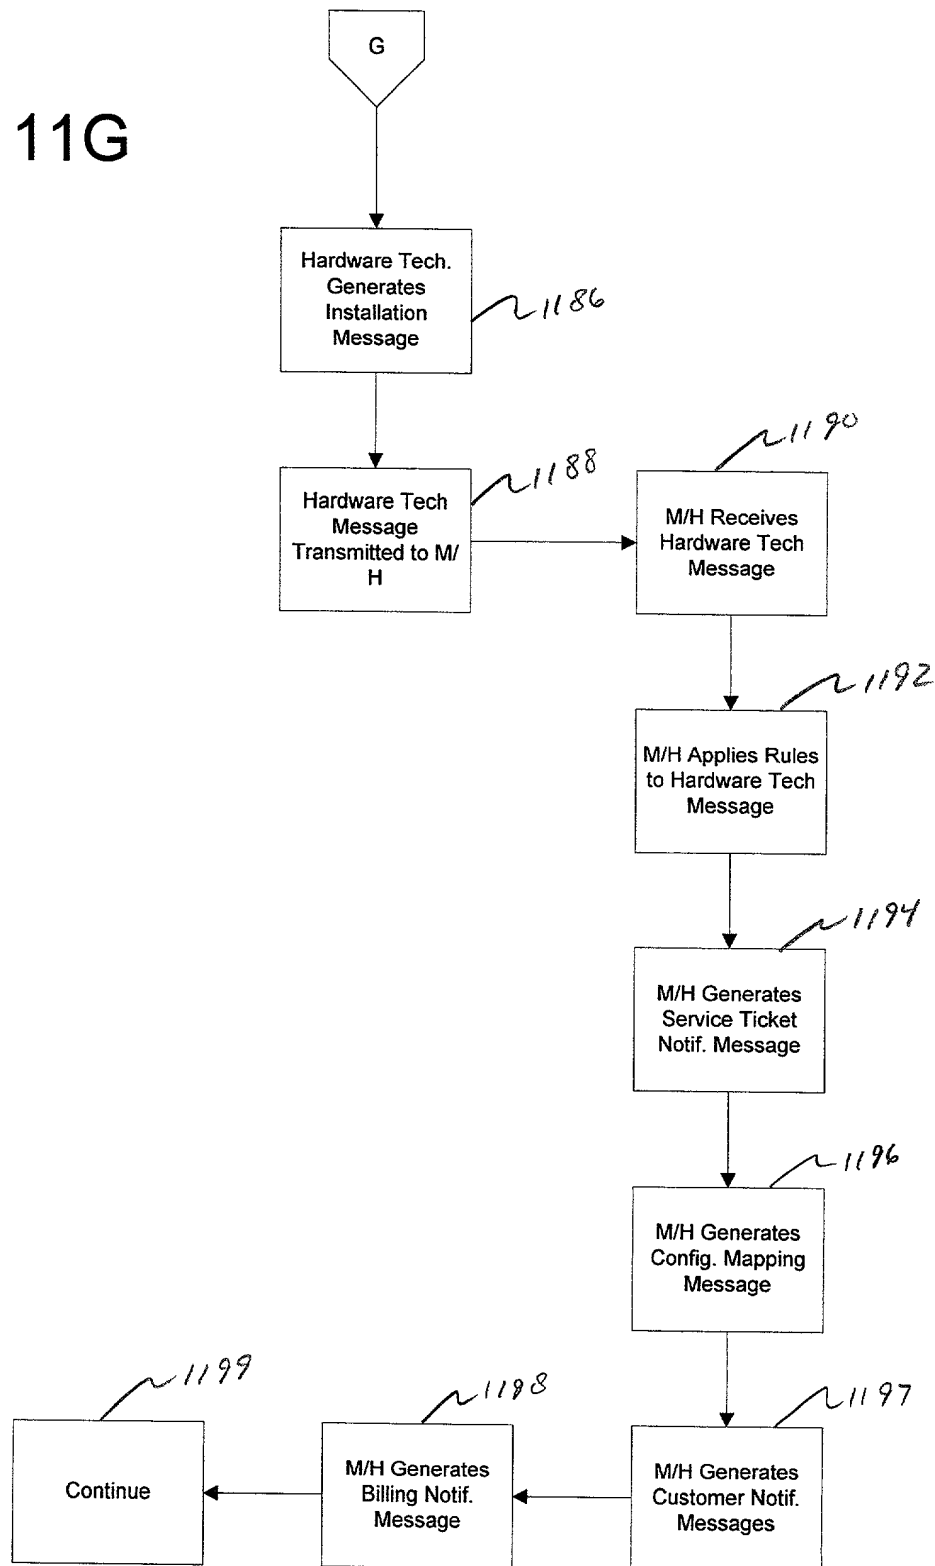 G
11G
Hardware Tech.
Generates
Installation
Message
1186
Hardware Tech
Message
Transmitted to M/
H
1188
M/H Receives
Hardware Tech
Message
1190
M/H Applies Rules
to Hardware Tech
Message
1192
M/H Generates
Service Ticket
Notif. Message
1194
M/H Generates
Config. Mapping
Message
1196
M/H Generates
Customer Notif.
Messages
1197
M/H Generates
Billing Notif.
Message
1198
Continue
1199